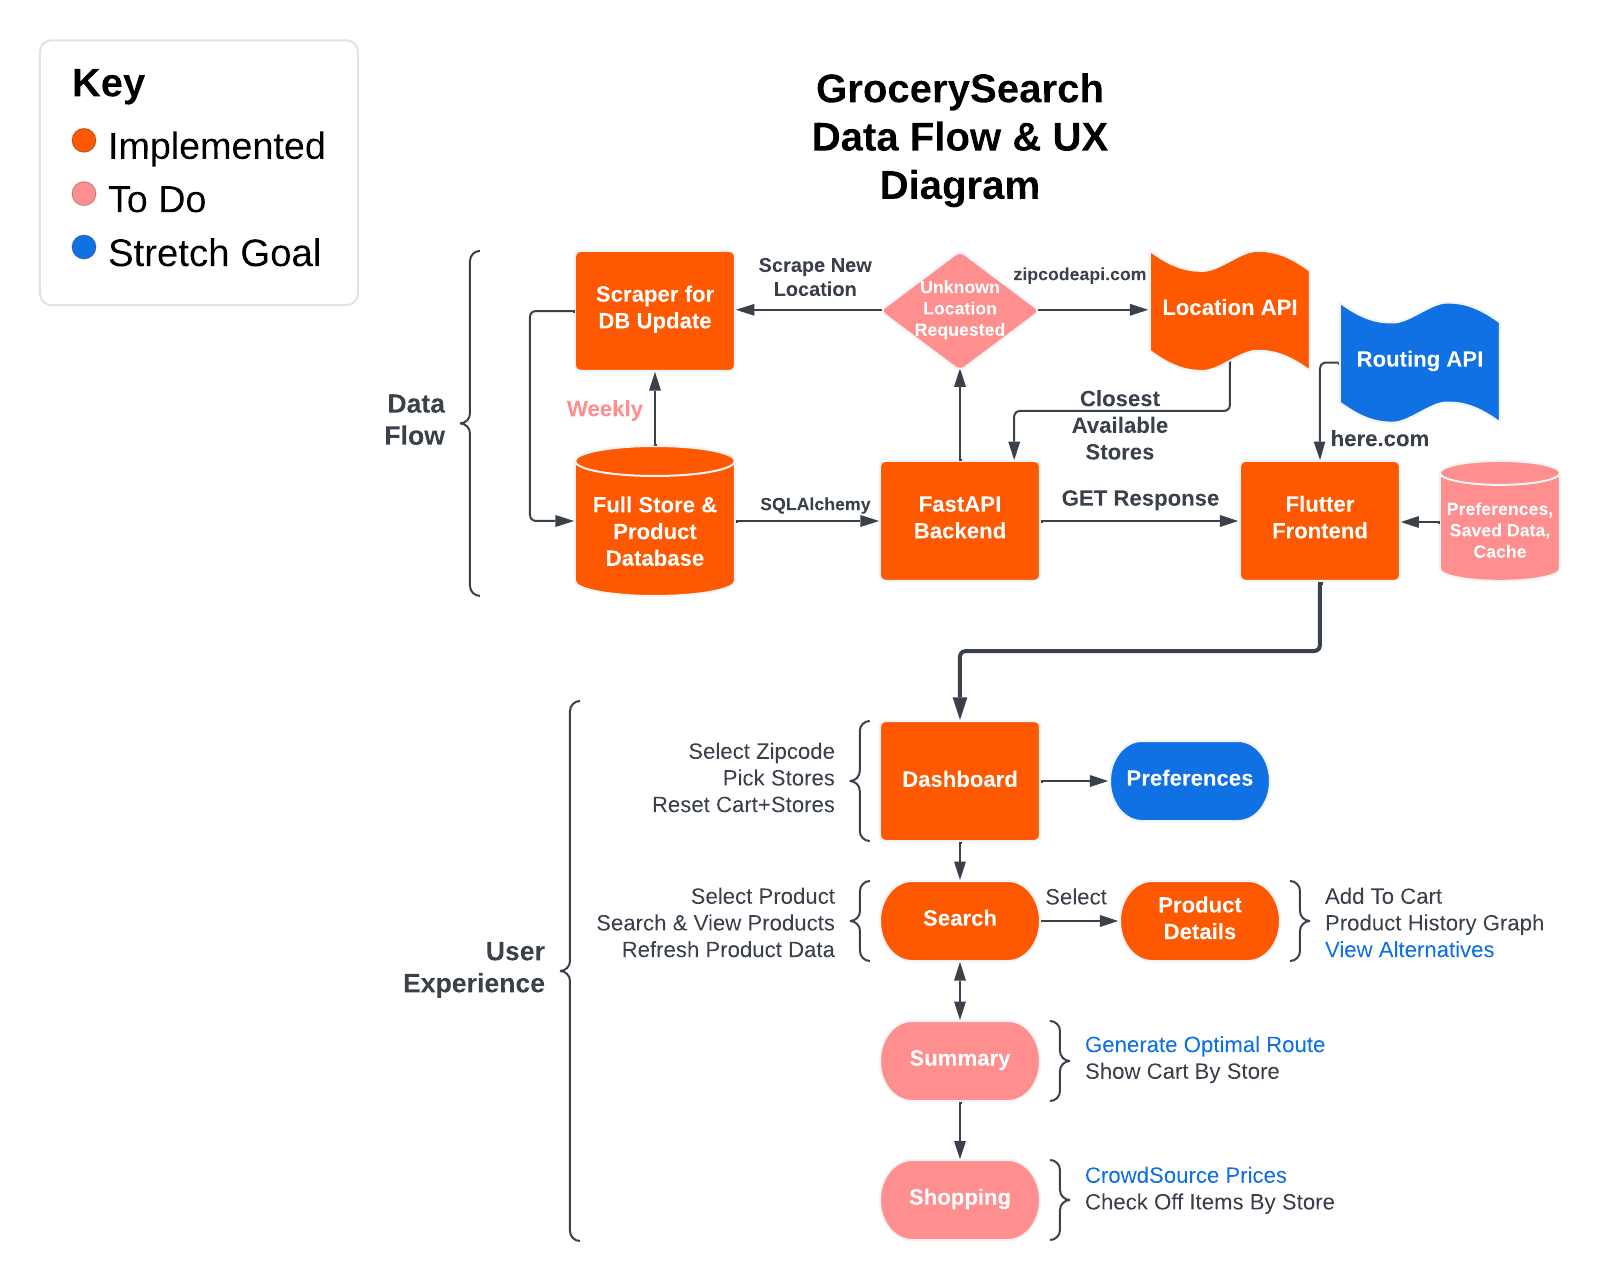 Key
Implemented
To Do
Stretch Goal
GrocerySearch
Data Flow & UX
Diagram
Data
Flow
Scraper for
DB Update
Scrape New
Location
Unknown
Location
Requested
zipcodeapi.com
Location API
Routing API
Weekly
Closest
Available
Stores
here.com
Full Store &
Product
Database
SQLAlchemy
FastAPI
Backend
GET Response
Flutter
Frontend
Preferences,
Saved Data,
Cache
User
Experience
Select Zipcode
Pick Stores
Reset Cart+Stores
Dashboard
Preferences
Select Product
Search & View Products
Refresh Product Data
Search
Select
Product
Details
Add To Cart
Product History Graph
View Alternatives
Summary
Generate Optimal Route
Show Cart By Store
Shopping
CrowdSource Prices
Check Off Items By Store